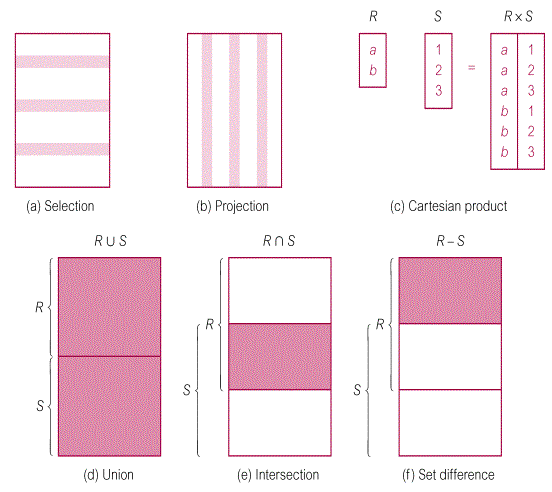 R S R × S
a 1 a 1
b 2 = a 2
3 a 3
b 1
b 2
b 3
(a) Selection (b) Projection (c) Cartesian product
R ∪ S R ∩ S R – S
R R R
S S S
(d) Union (e) Intersection (f) Set difference